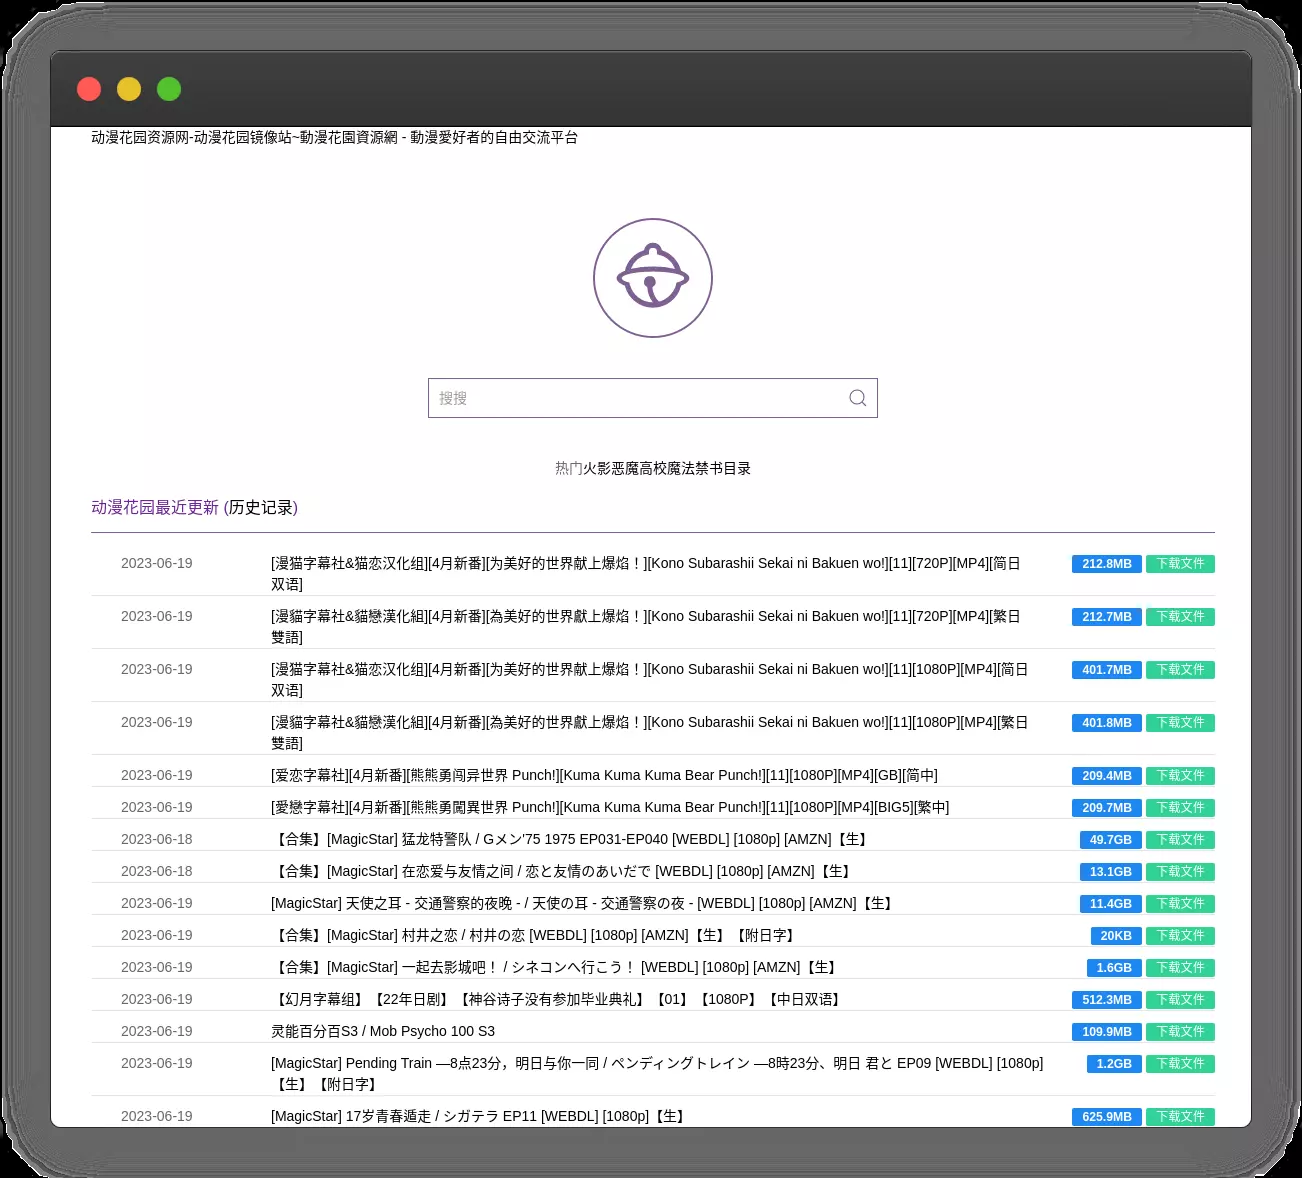 动漫花园资源网-动漫花园镜像站~動漫花園資源網 - 動漫愛好者的自由交流平台
搜搜
热门火影恶魔高校魔法禁书目录
动漫花园最近更新 (历史记录)
2023-06-19 [漫猫字幕社&猫恋汉化组][4月新番][为美好的世界献上爆焰！][Kono Subarashii Sekai ni Bakuen wo!][11][720P][MP4][简日 212.8MB 下载文件
双语]
2023-06-19 [漫貓字幕社&貓戀漢化組][4月新番][為美好的世界獻上爆焰！][Kono Subarashii Sekai ni Bakuen wo!][11][720P][MP4][繁日 212.7MB 下载文件
雙語]
2023-06-19 [漫猫字幕社&猫恋汉化组][4月新番][为美好的世界献上爆焰！][Kono Subarashii Sekai ni Bakuen wo!][11][1080P][MP4][简日 401.7MB 下载文件
双语]
2023-06-19 [漫貓字幕社&貓戀漢化組][4月新番][為美好的世界獻上爆焰！][Kono Subarashii Sekai ni Bakuen wo!][11][1080P][MP4][繁日 401.8MB 下载文件
雙語]
2023-06-19 [爱恋字幕社][4月新番][熊熊勇闯异世界 Punch!][Kuma Kuma Kuma Bear Punch!][11][1080P][MP4][GB][简中] 209.4MB 下载文件
2023-06-19 [愛戀字幕社][4月新番][熊熊勇闖異世界 Punch!][Kuma Kuma Kuma Bear Punch!][11][1080P][MP4][BIG5][繁中] 209.7MB 下载文件
2023-06-18 【合集】[MagicStar] 猛龙特警队 / Gメン'75 1975 EP031-EP040 [WEBDL] [1080p] [AMZN]【生】 49.7GB 下载文件
2023-06-18 【合集】[MagicStar] 在恋爱与友情之间 / 恋と友情のあいだで [WEBDL] [1080p] [AMZN]【生】 13.1GB 下载文件
2023-06-19 [MagicStar] 天使之耳 - 交通警察的夜晚 - / 天使の耳 - 交通警察の夜 - [WEBDL] [1080p] [AMZN]【生】 11.4GB 下载文件
2023-06-19 【合集】[MagicStar] 村井之恋 / 村井の恋 [WEBDL] [1080p] [AMZN]【生】【附日字】 20KB 下载文件
2023-06-19 【合集】[MagicStar] 一起去影城吧！ / シネコンへ行こう！ [WEBDL] [1080p] [AMZN]【生】 1.6GB 下载文件
2023-06-19 【幻月字幕组】【22年日剧】【神谷诗子没有参加毕业典礼】【01】【1080P】【中日双语】 512.3MB 下载文件
2023-06-19 灵能百分百S3 / Mob Psycho 100 S3 109.9MB 下载文件
2023-06-19 [MagicStar] Pending Train —8点23分，明日与你一同 / ペンディングトレイン —8時23分、明日 君と EP09 [WEBDL] [1080p] 1.2GB 下载文件
【生】【附日字】
2023-06-19 [MagicStar] 17岁青春遁走 / シガテラ EP11 [WEBDL] [1080p]【生】 625.9MB 下载文件